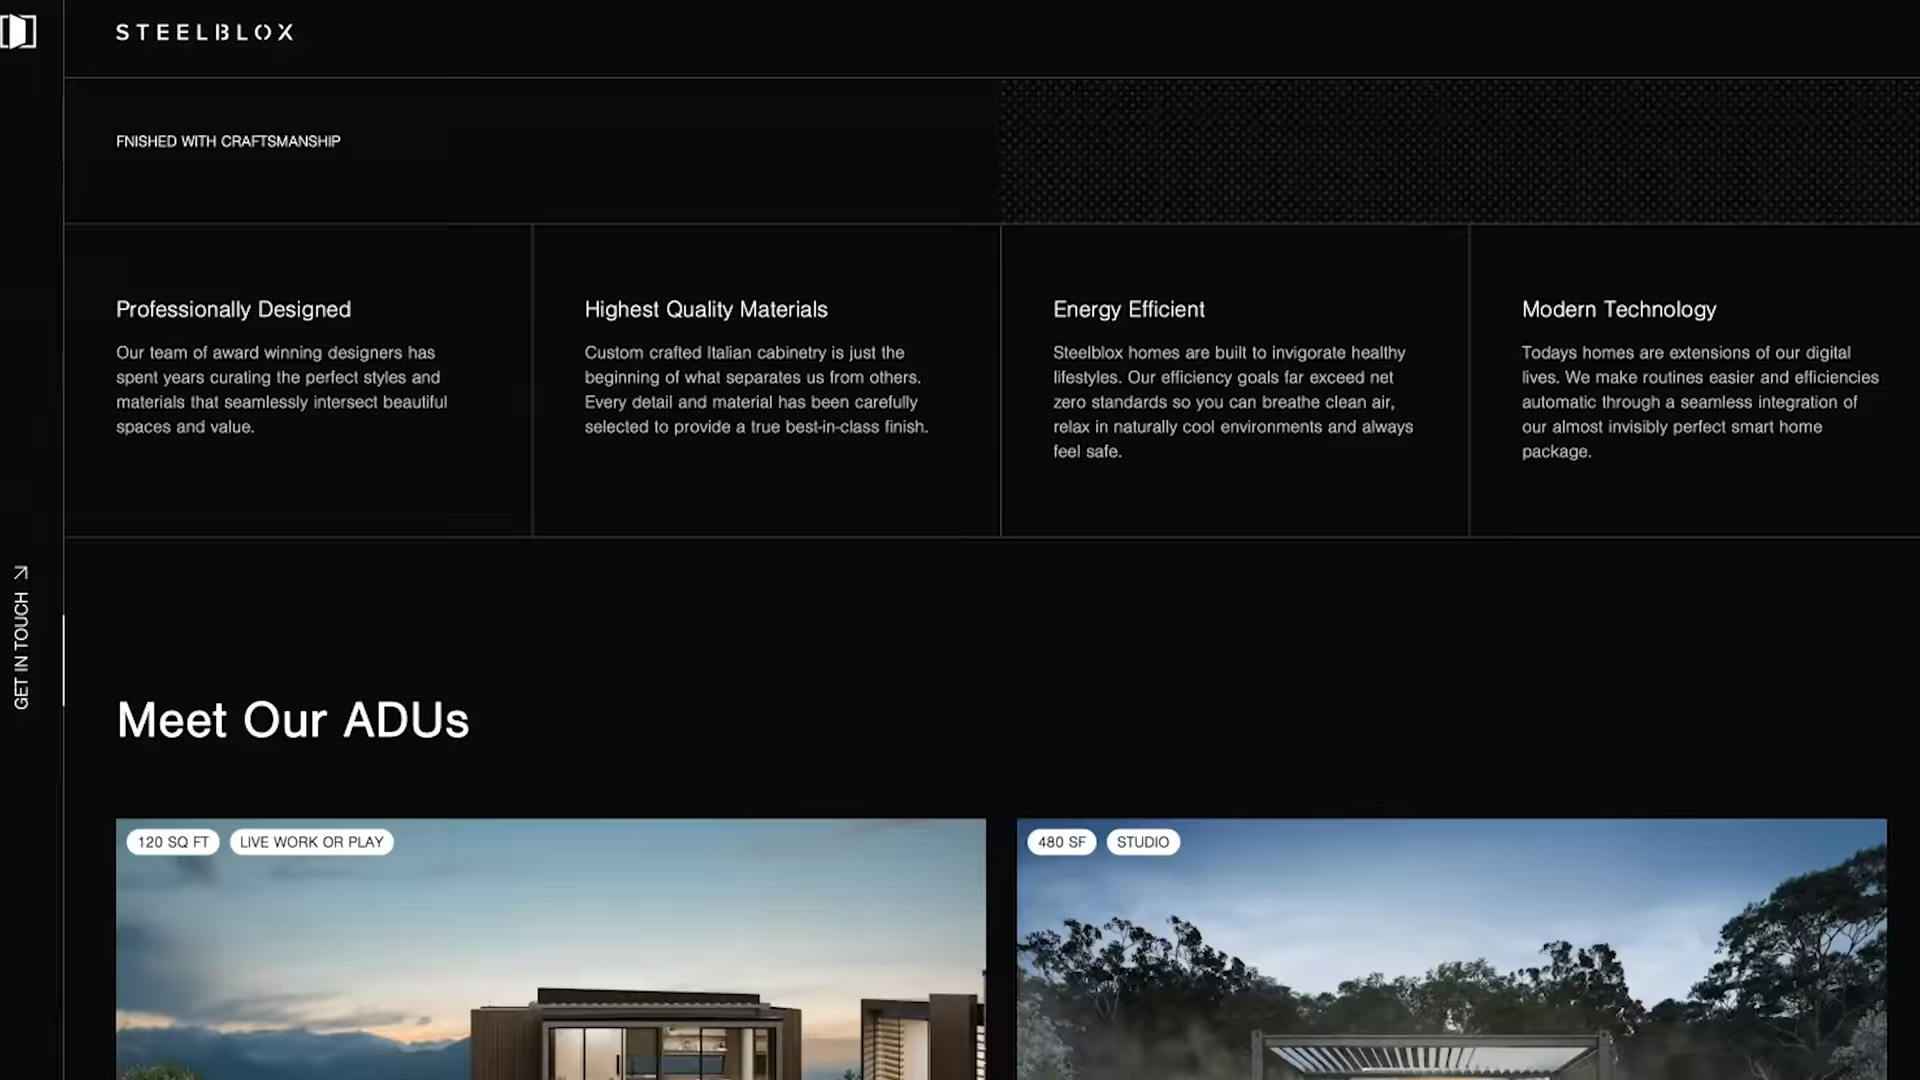 STEELBLOX
FNISHED WITH CRAFTSMANSHIP
Professionally Designed
Our team of award winning designers has
spent years curating the perfect styles and
materials that seamlessly intersect beautiful
spaces and value.
Highest Quality Materials
Custom crafted Italian cabinetry is just the
beginning of what separates us from others.
Every detail and material has been carefully
selected to provide a true best-in-class finish.
Energy Efficient
Steelblox homes are built to invigorate healthy
lifestyles. Our efficiency goals far exceed net
zero standards so you can breathe clean air,
relax in naturally cool environments and always
feel safe.
Modern Technology
Todays homes are extensions of our digital
lives. We make routines easier and efficiencies
automatic through a seamless integration of
our almost invisibly perfect smart home
package.
GET IN TOUCH
Meet Our ADUs
120 SQ FT
LIVE WORK OR PLAY
480 SF
STUDIO